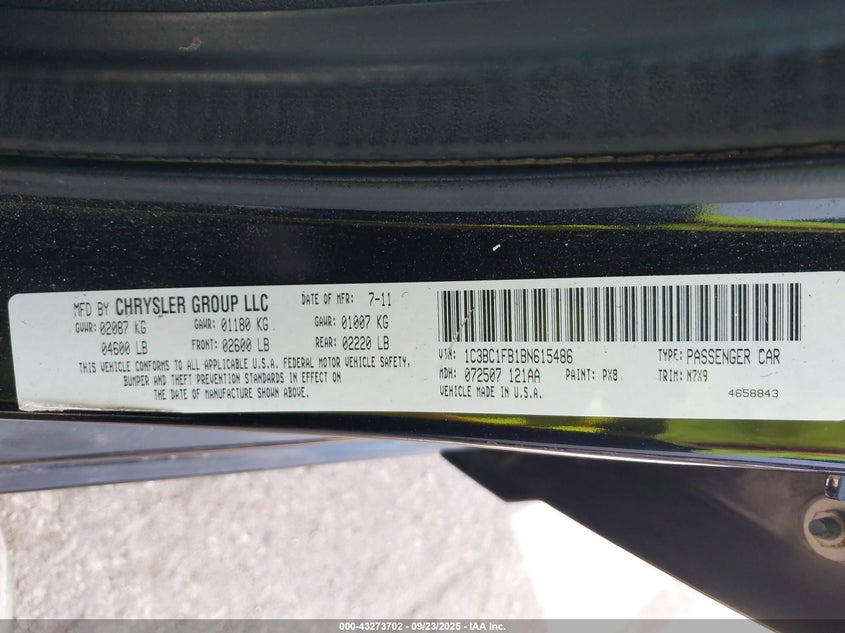 MFD BY CHRYSLER GROUP LLC DATE OF MFR: 7-11
GVWR: 02087 KG GAWR: 01180 KG GAWR: 01007 KG
04600 LB FRONT: 02600 LB REAR: 02220 LB
THIS VEHICLE CONFORMS TO ALL APPLICABLE U.S.A. FEDERAL MOTOR VEHICLE SAFETY,
BUMPER AND THEFT PREVENTION STANDARDS IN EFFECT ON
THE DATE OF MANUFACTURE SHOWN ABOVE.
VIN: 1C3BC1FB1BN615486 TYPE: PASSENGER CAR
MDH: 072507 121AA PAINT: PX8 TRIM: N7X9
VEHICLE MADE IN U.S.A. 4658843
000-43273702 - 09/23/2025 - IAA Inc.